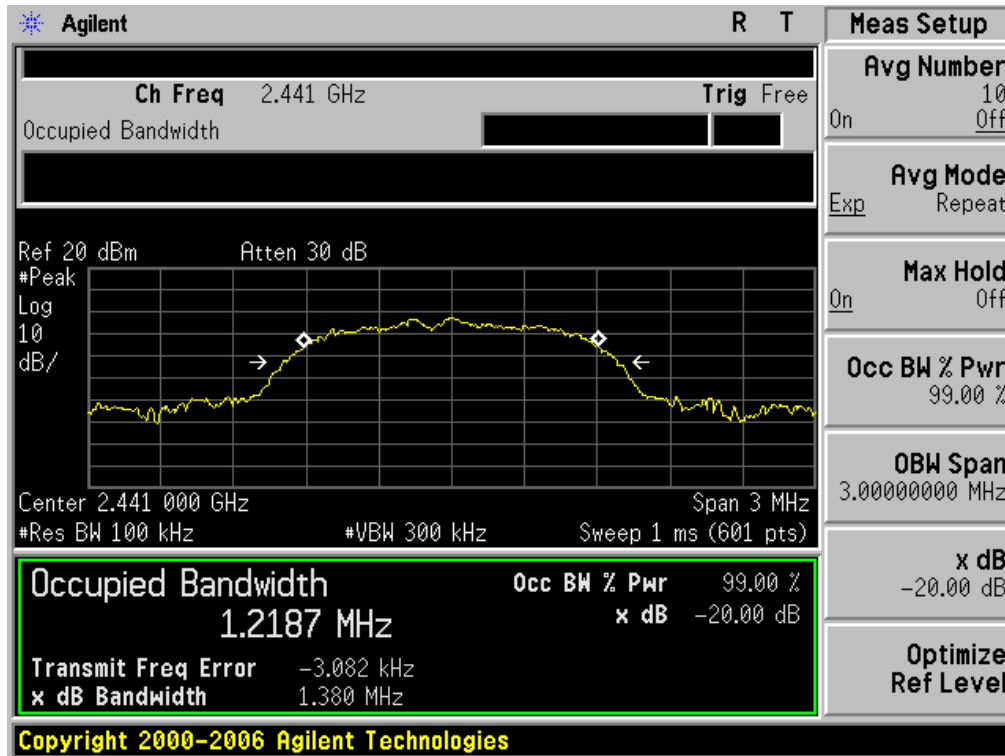 Agilent R T
Ch Freq 2.441 GHz Trig Free
Occupied Bandwidth
Ref 20 dBm Atten 30 dB
#Peak
Log
10
dB/
Center 2.441 000 GHz Span 3 MHz
#Res BW 100 kHz #VBW 300 kHz Sweep 1 ms (601 pts)
Occupied Bandwidth Occ BW % Pwr 99.00 %
1.2187 MHz x dB -20.00 dB
Transmit Freq Error -3.082 kHz
x dB Bandwidth 1.380 MHz
Copyright 2000-2006 Agilent Technologies
Meas Setup
Avg Number
10
On Off
Avg Mode
Exp Repeat
Max Hold
On Off
Occ BW % Pwr
99.00 %
OBW Span
3.00000000 MHz
x dB
-20.00 dB
Optimize
Ref Level